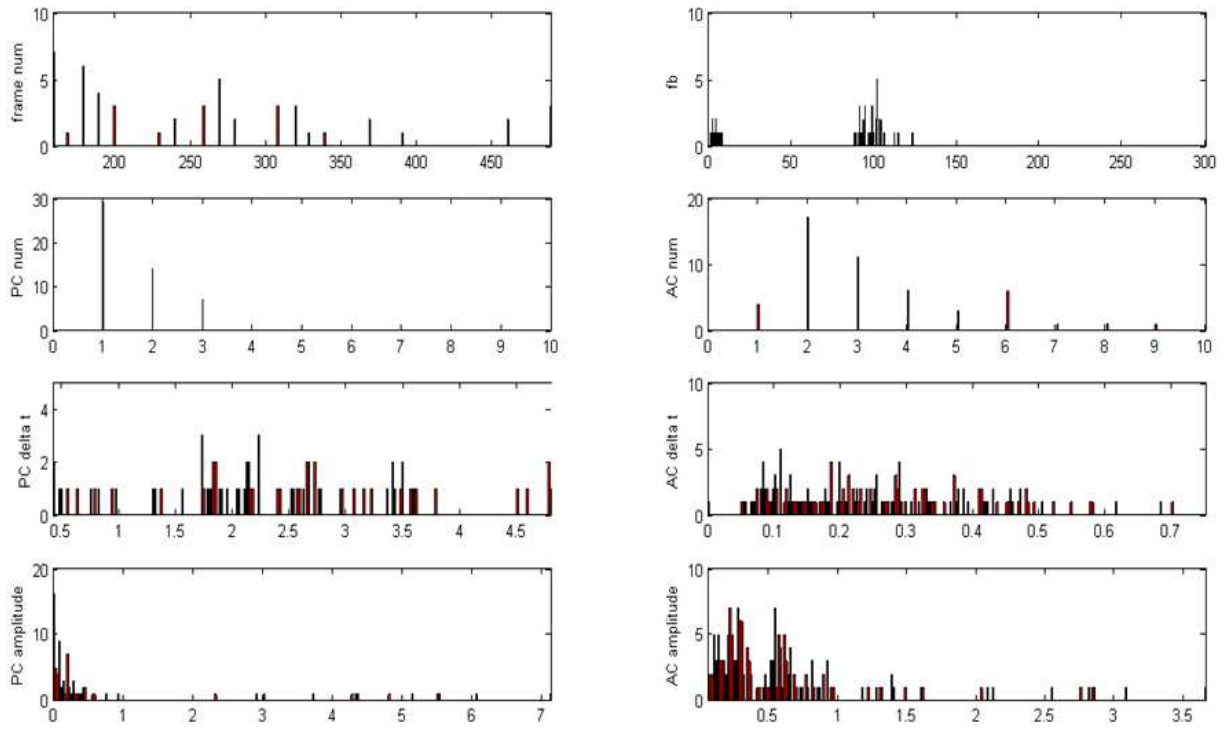 10
5
0
frame num
200 250 300 350 400 450
10
5
0
fb
0 50 100 150 200 250 300
30
20
10
0
PC num
0 1 2 3 4 5 6 7 8 9 10
20
10
0
AC num
0 1 2 3 4 5 6 7 8 9 10
4
2
0
PC delta t
0.5 1 1.5 2 2.5 3 3.5 4 4.5
10
5
0
AC delta t
0 0.1 0.2 0.3 0.4 0.5 0.6 0.7
20
10
0
PC amplitude
0 1 2 3 4 5 6 7
10
5
0
AC amplitude
0.5 1 1.5 2 2.5 3 3.5